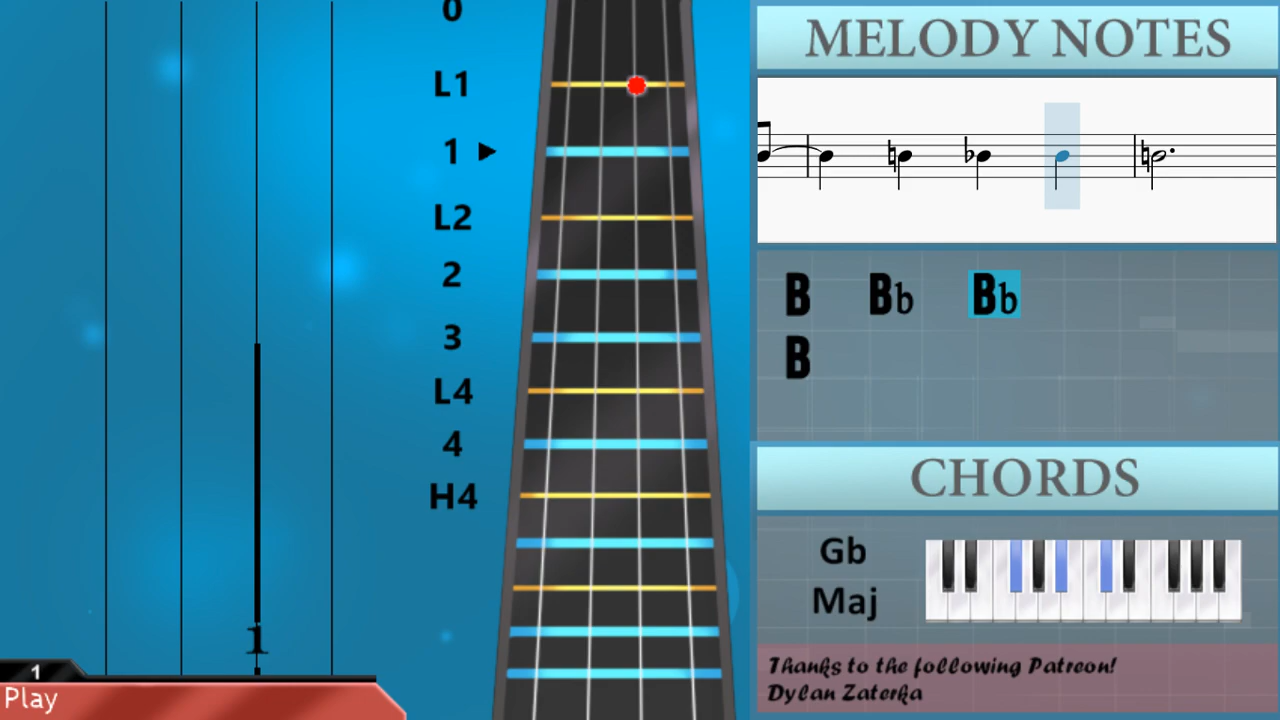 0
L1
1
L2
2
3
L4
4
H4
1
1
Play
MELODY NOTES
B Bb Bb
B
CHORDS
Gb
Maj
Thanks to the following Patreon!
Dylan Zaterka